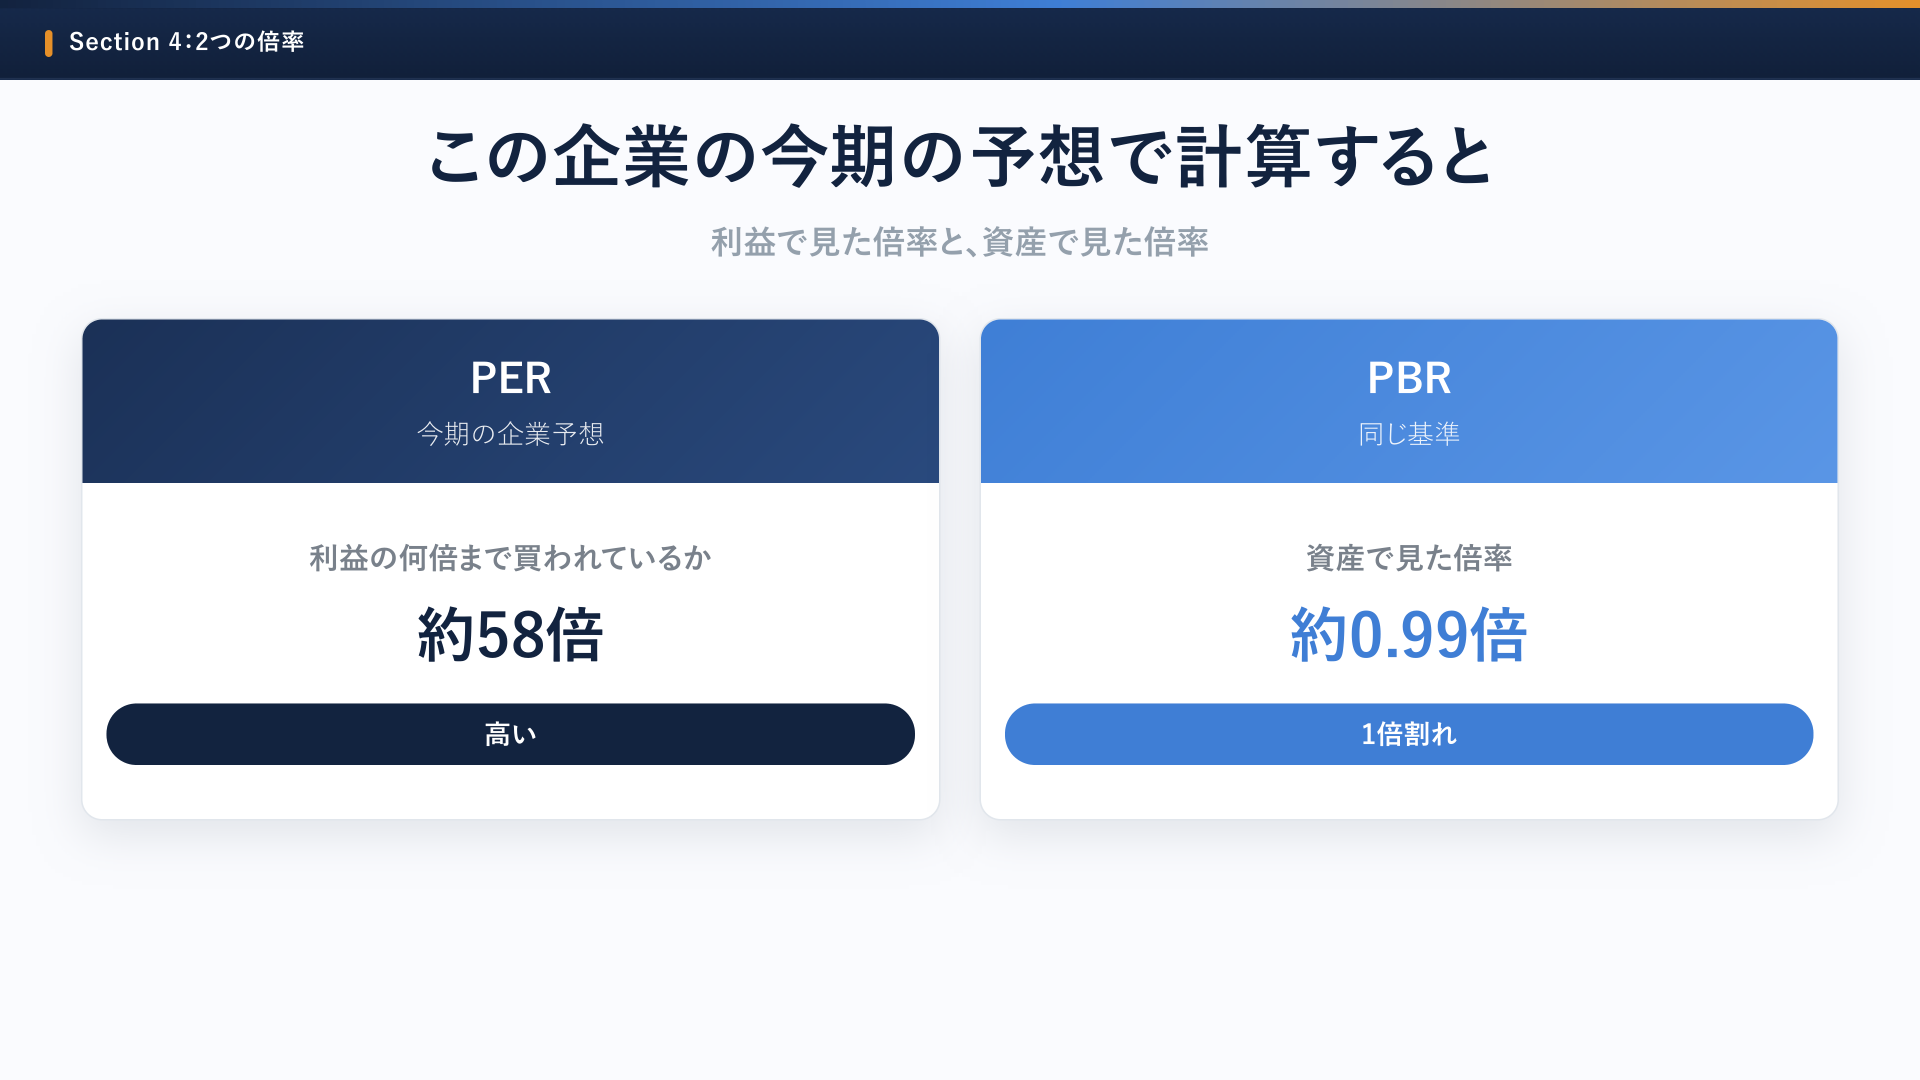 Section 4：2つの倍率
この企業の今期の予想で計算すると
利益で見た倍率と、資産で見た倍率
PER
今期の企業予想
利益の何倍まで買われているか
約58倍
高い
PBR
同じ基準
資産で見た倍率
約0.99倍
1倍割れ